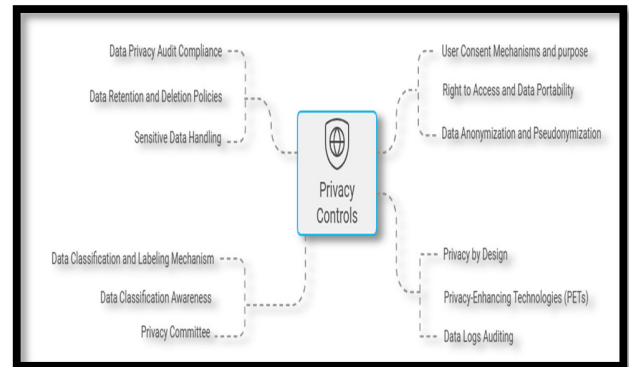 Data Privacy Audit Compliance
Data Retention and Deletion Policies
Sensitive Data Handling
User Consent Mechanisms and purpose
Right to Access and Data Portability
Data Anonymization and Pseudonymization
Privacy
Controls
Data Classification and Labeling Mechanism
Data Classification Awareness
Privacy Committee
Privacy by Design
Privacy-Enhancing Technologies (PETs)
Data Logs Auditing